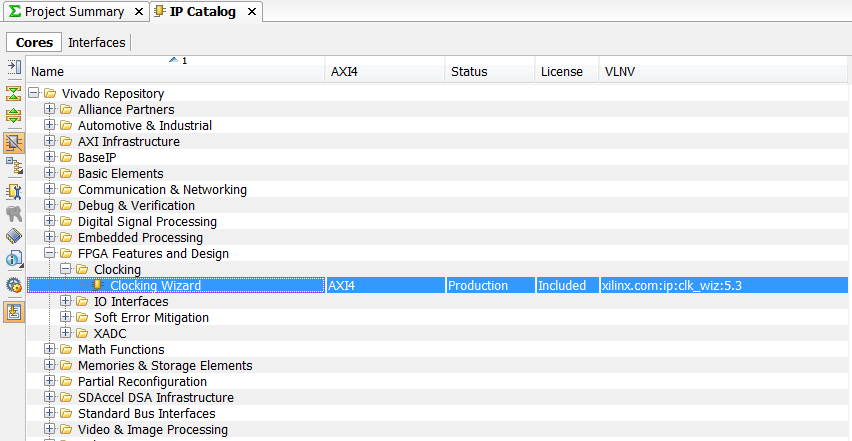 Project Summary IP Catalog
Cores Interfaces
Name 1 AXI4 Status License VLNV
Vivado Repository
Alliance Partners
Automotive & Industrial
AXI Infrastructure
BaseIP
Basic Elements
Communication & Networking
Debug & Verification
Digital Signal Processing
Embedded Processing
FPGA Features and Design
Clocking
Clocking Wizard AXI4 Production Included xilinx.com:ip:clk_wiz:5.3
IO Interfaces
Soft Error Mitigation
XADC
Math Functions
Memories & Storage Elements
Partial Reconfiguration
SDAccel DSA Infrastructure
Standard Bus Interfaces
Video & Image Processing